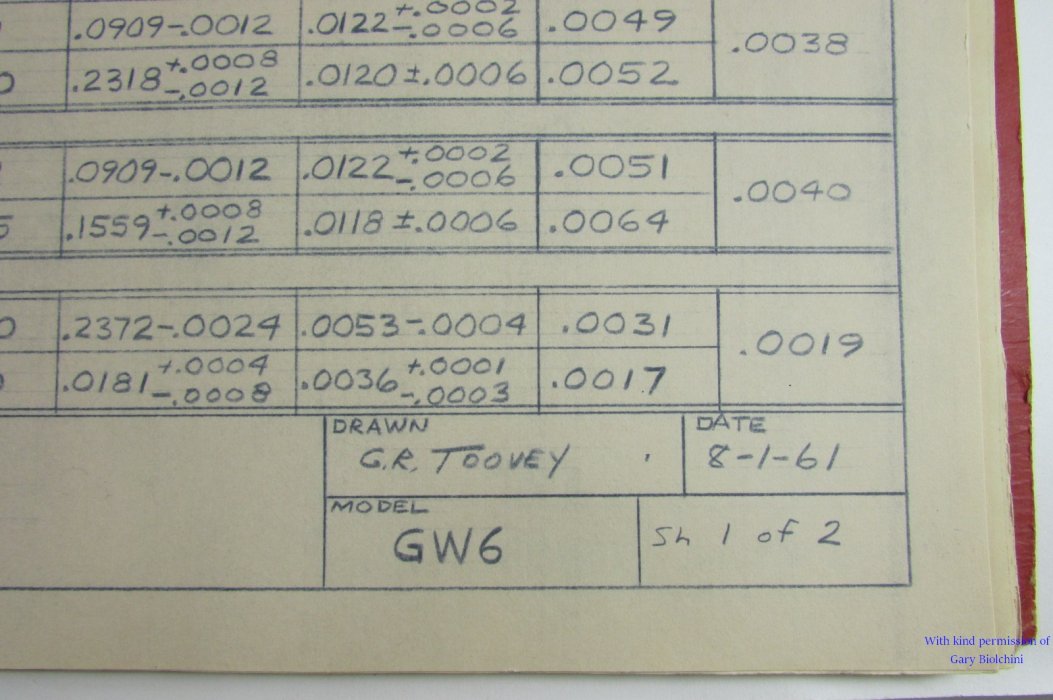 .0909-.0012 .0122 +.0002 -.0006 .0049
.0038
.2318 +.0008 -.0012 .0120 ±.0006 .0052
.0909-.0012 .0122 +.0002 -.0006 .0051
.0040
.1559 +.0008 -.0012 .0118 ±.0006 .0064
.2372-.0024 .0053-.0004 .0031
.0019
.0181 +.0004 -.0008 .0036 +.0001 -.0003 .0017
DRAWN DATE
G.R. TOOVEY 8-1-61
MODEL
GW6 Sh 1 of 2
With kind permission of
Gary Biolchini